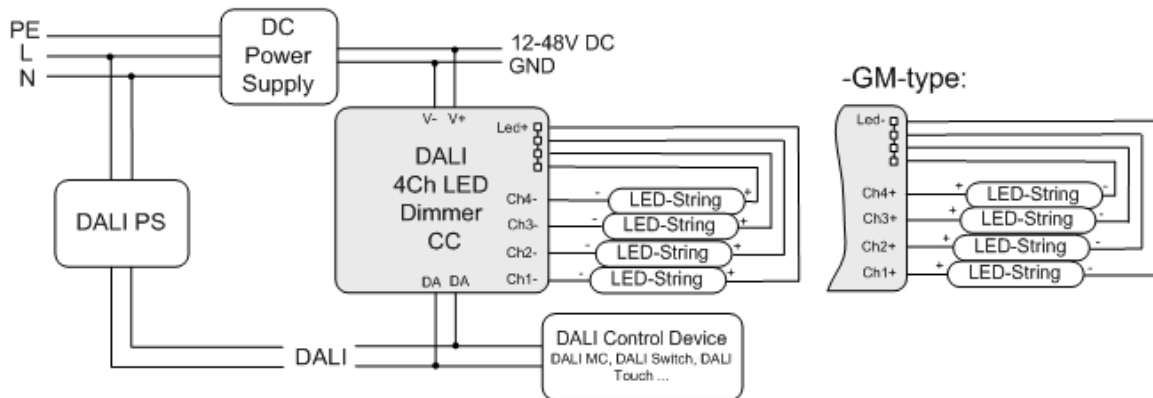 PE
L
N
DC
Power
Supply
12-48V DC
GND
DALI PS
V- V+
Led+
DALI
4Ch LED
Dimmer
CC
Ch4-
Ch3-
Ch2-
Ch1-
DA DA
- LED-String +
- LED-String +
- LED-String +
- LED-String +
DALI
DALI Control Device
DALI MC, DALI Switch, DALI
Touch ...
-GM-type:
Led-
Ch4+
Ch3+
Ch2+
Ch1+
+ LED-String -
+ LED-String -
+ LED-String -
+ LED-String -